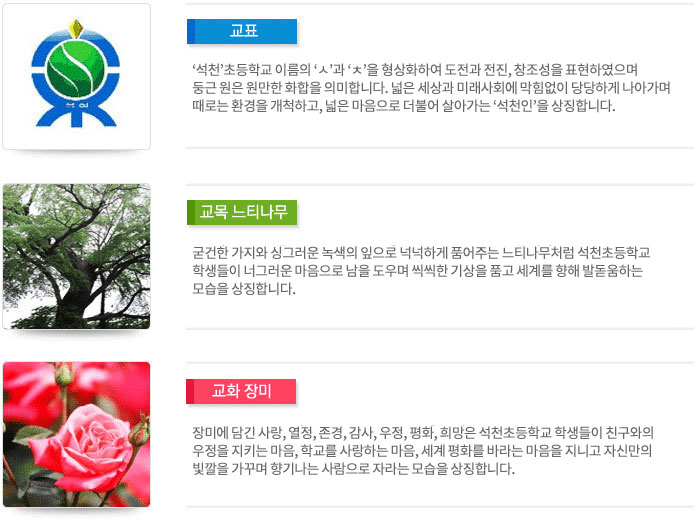 교표
‘석천’초등학교 이름의 ‘ㅅ’과 ‘ㅊ’을 형상화하여 도전과 전진, 창조성을 표현하였으며
둥근 원은 원만한 화합을 의미합니다. 넓은 세상과 미래사회에 막힘없이 당당하게 나아가며
때로는 환경을 개척하고, 넓은 마음으로 더불어 살아가는 ‘석천인’을 상징합니다.
교목 느티나무
굳건한 가지와 싱그러운 녹색의 잎으로 넉넉하게 품어주는 느티나무처럼 석천초등학교
학생들이 너그러운 마음으로 남을 도우며 씩씩한 기상을 품고 세계를 향해 발돋움하는
모습을 상징합니다.
교화 장미
장미에 담긴 사랑, 열정, 존경, 감사, 우정, 평화, 희망은 석천초등학교 학생들이 친구와의
우정을 지키는 마음, 학교를 사랑하는 마음, 세계 평화를 바라는 마음을 지니고 자신만의
빛깔을 가꾸며 향기나는 사람으로 자라는 모습을 상징합니다.